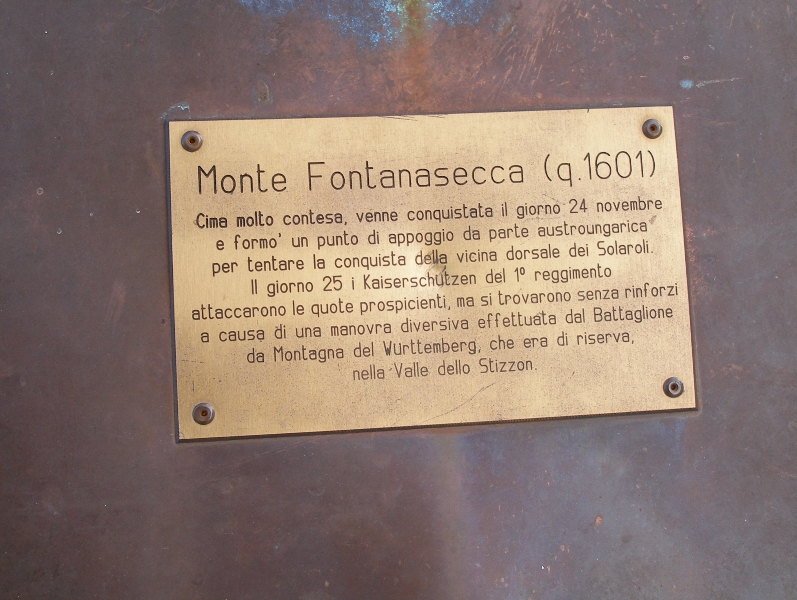 Monte Fontanasecca (q.1601)
Cima molto contesa, venne conquistata il giorno 24 novembre
e formo' un punto di appoggio da parte austroungarica
per tentare la conquista della vicina dorsale dei Solaroli.
Il giorno 25 i Kaiserschützen del 1º reggimento
attaccarono le quote prospicienti, ma si trovarono senza rinforzi
a causa di una manovra diversiva effettuata dal Battaglione
da Montagna del Württemberg, che era di riserva,
nella Valle dello Stizzon.